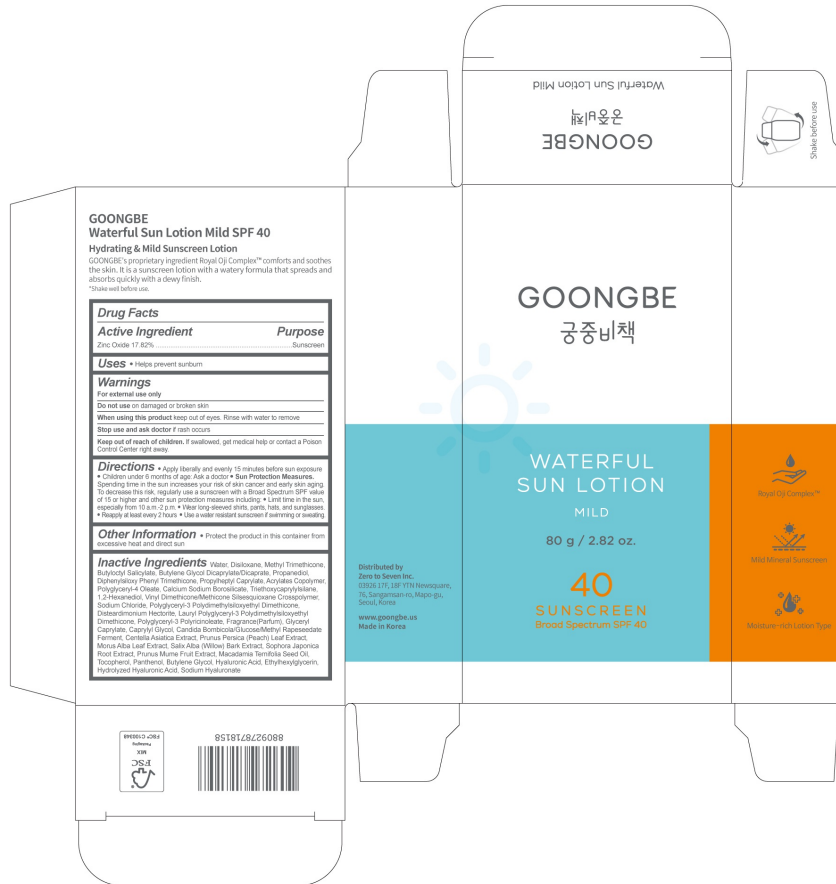 Waterful Sun Lotion Mild
궁중비책
GOONGBE
Shake before use
GOONGBE
Waterful Sun Lotion Mild SPF 40
Hydrating & Mild Sunscreen Lotion
GOONGBE's proprietary ingredient Royal Oji Complex™ comforts and soothes
the skin. It is a sunscreen lotion with a watery formula that spreads and
absorbs quickly with a dewy finish.
*Shake well before use.
Drug Facts
Active Ingredient Purpose
Zinc Oxide 17.82% ........................................................Sunscreen
Uses • Helps prevent sunburn
Warnings
For external use only
Do not use on damaged or broken skin
When using this product keep out of eyes. Rinse with water to remove
Stop use and ask doctor if rash occurs
Keep out of reach of children. If swallowed, get medical help or contact a Poison
Control Center right away.
Directions • Apply liberally and evenly 15 minutes before sun exposure
• Children under 6 months of age: Ask a doctor • Sun Protection Measures.
Spending time in the sun increases your risk of skin cancer and early skin aging.
To decrease this risk, regularly use a sunscreen with a Broad Spectrum SPF value
of 15 or higher and other sun protection measures including: • Limit time in the sun,
especially from 10 a.m.-2 p.m. • Wear long-sleeved shirts, pants, hats, and sunglasses.
• Reapply at least every 2 hours • Use a water resistant sunscreen if swimming or sweating.
Other Information • Protect the product in this container from
excessive heat and direct sun
Inactive Ingredients Water, Disiloxane, Methyl Trimethicone,
Butyloctyl Salicylate, Butylene Glycol Dicaprylate/Dicaprate, Propanediol,
Diphenylsiloxy Phenyl Trimethicone, Propylheptyl Caprylate, Acrylates Copolymer,
Polyglyceryl-4 Oleate, Calcium Sodium Borosilicate, Triethoxycaprylylsilane,
1,2-Hexanediol, Vinyl Dimethicone/Methicone Silsesquioxane Crosspolymer,
Sodium Chloride, Polyglyceryl-3 Polydimethylsiloxyethyl Dimethicone,
Disteardimonium Hectorite, Lauryl Polyglyceryl-3 Polydimethylsiloxyethyl
Dimethicone, Polyglyceryl-3 Polyricinoleate, Fragrance(Parfum), Glyceryl
Caprylate, Caprylyl Glycol, Candida Bombicola/Glucose/Methyl Rapeseedate
Ferment, Centella Asiatica Extract, Prunus Persica (Peach) Leaf Extract,
Morus Alba Leaf Extract, Salix Alba (Willow) Bark Extract, Sophora Japonica
Root Extract, Prunus Mume Fruit Extract, Macadamia Ternifolia Seed Oil,
Tocopherol, Panthenol, Butylene Glycol, Hyaluronic Acid, Ethylhexylglycerin,
Hydrolyzed Hyaluronic Acid, Sodium Hyaluronate
FSC
MIX
Packaging
FSC® C100348
8809278718158
Distributed by
Zero to Seven Inc.
03926 17F, 18F YTN Newsquare,
76, Sangamsan-ro, Mapo-gu,
Seoul, Korea
www.goongbe.us
Made in Korea
GOONGBE
궁중비책
WATERFUL
SUN LOTION
MILD
80 g / 2.82 oz.
40
SUNSCREEN
Broad Spectrum SPF 40
Royal Oji Complex™
Mild Mineral Sunscreen
Moisture-rich Lotion Type